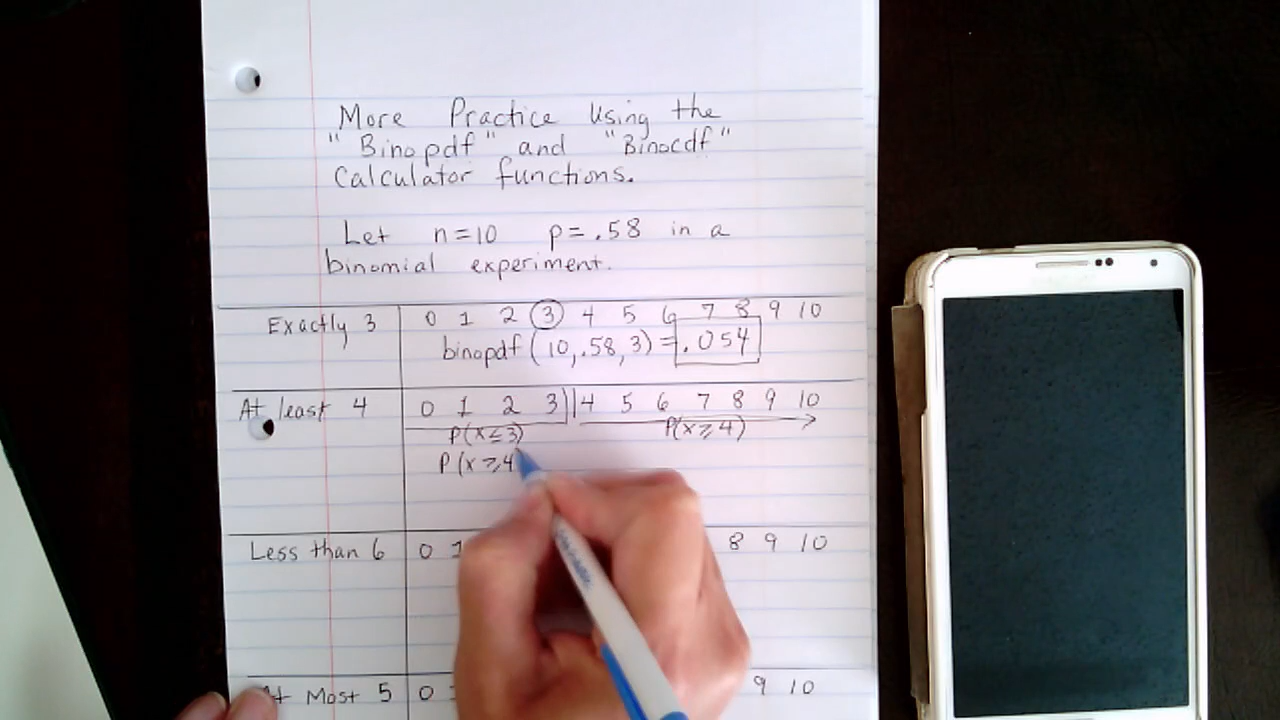 More Practice Using the
"Binopdf" and "Binocdf"
Calculator functions.
Let n=10 p=.58 in a
binomial experiment.
Exactly 3 0 1 2 3 4 5 6 7 8 9 10
binopdf(10,.58,3)=.054
At least 4 0 1 2 3)|4 5 6 7 8 9 10
P(x≤3) P(x≥4)
P(x≥4
Less than 6 0 1 8 9 10
At Most 5 0 9 10